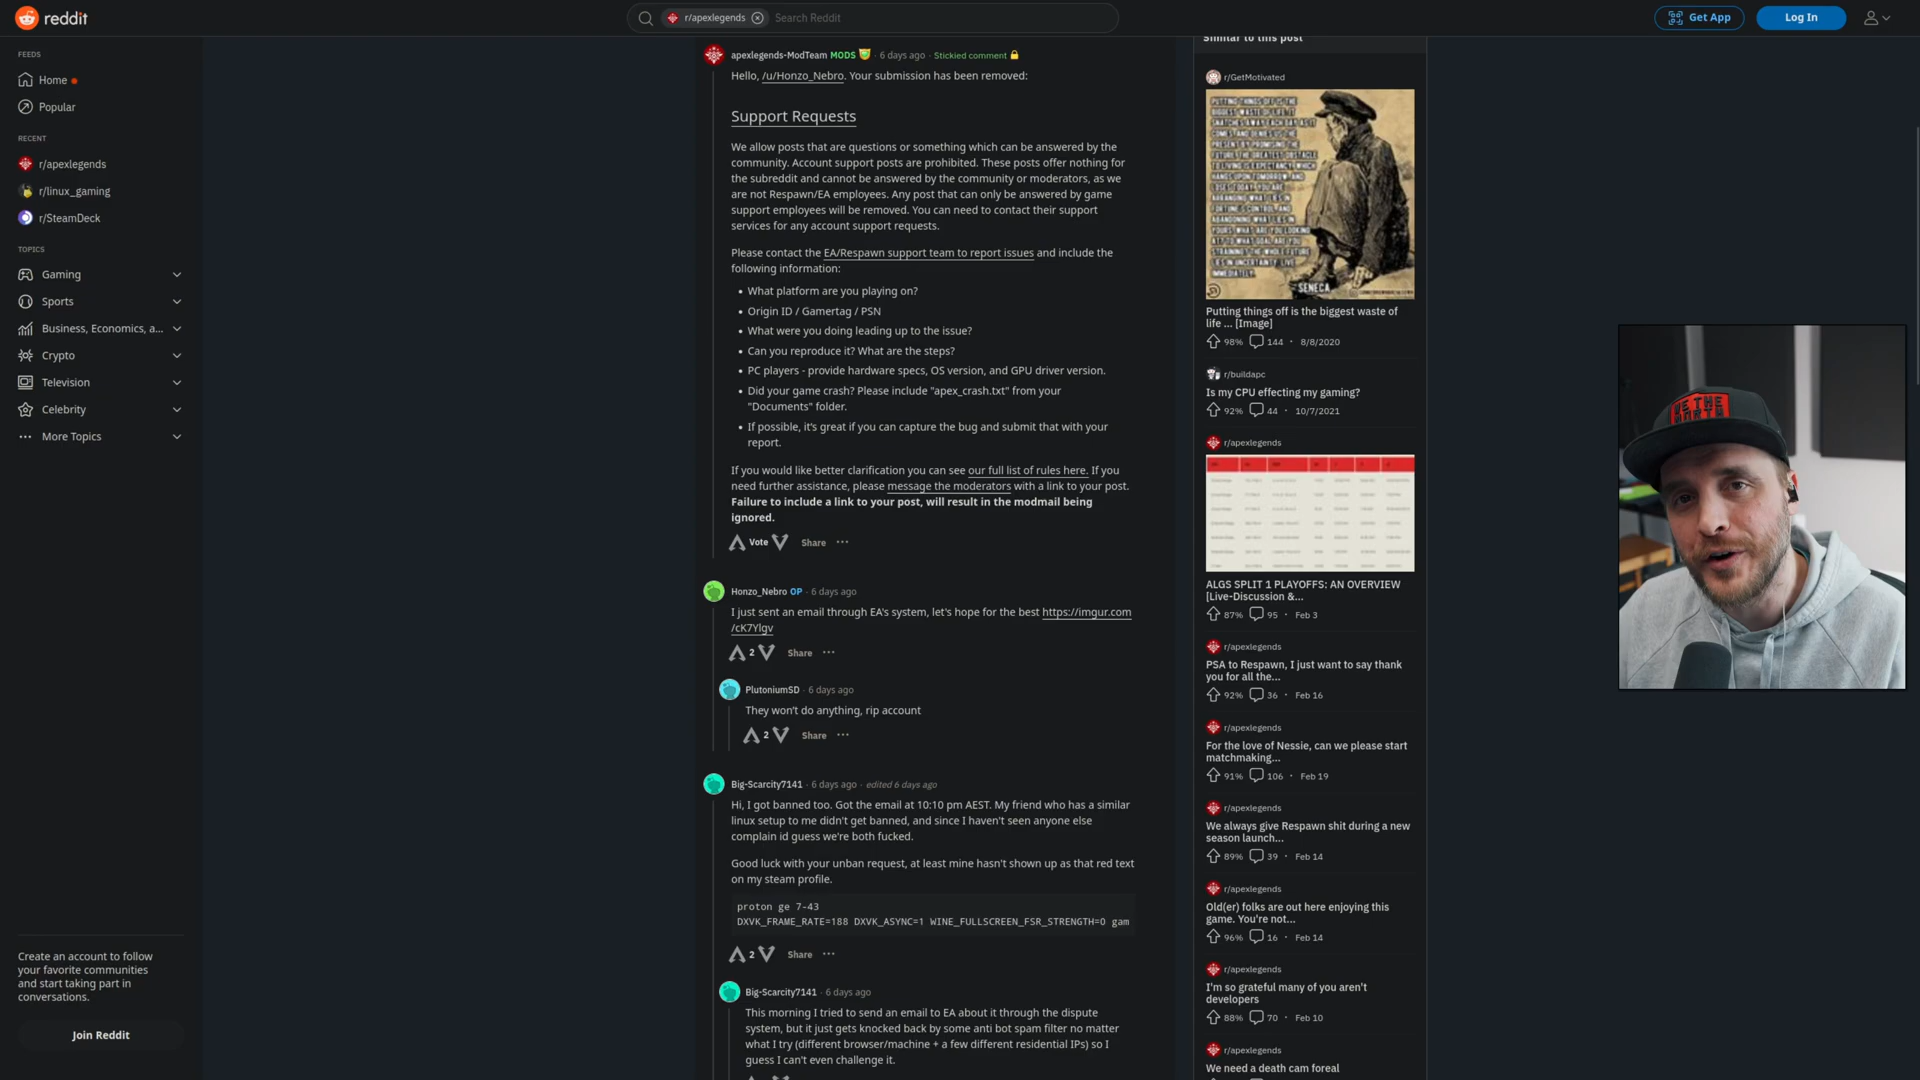 reddit
r/apexlegends
Search Reddit
Get App
Log In
FEEDS
Home
Popular
RECENT
r/apexlegends
r/linux_gaming
r/SteamDeck
TOPICS
Gaming
Sports
Business, Economics, a...
Crypto
Television
Celebrity
More Topics
Create an account to follow
your favorite communities
and start taking part in
conversations.
Join Reddit
apexlegends-ModTeam MODS · 6 days ago · Stickied comment
Hello, /u/Honzo_Nebro. Your submission has been removed:
Support Requests
We allow posts that are questions or something which can be answered by the
community. Account support posts are prohibited. These posts offer nothing for
the subreddit and cannot be answered by the community or moderators, as we
are not Respawn/EA employees. Any post that can only be answered by game
support employees will be removed. You can need to contact their support
services for any account support requests.
Please contact the EA/Respawn support team to report issues and include the
following information:
• What platform are you playing on?
• Origin ID / Gamertag / PSN
• What were you doing leading up to the issue?
• Can you reproduce it? What are the steps?
• PC players - provide hardware specs, OS version, and GPU driver version.
• Did your game crash? Please include "apex_crash.txt" from your
"Documents" folder.
• If possible, it's great if you can capture the bug and submit that with your
report.
If you would like better clarification you can see our full list of rules here. If you
need further assistance, please message the moderators with a link to your post.
Failure to include a link to your post, will result in the modmail being
ignored.
Vote Share ···
Honzo_Nebro OP · 6 days ago
I just sent an email through EA's system, let's hope for the best https://imgur.com
/cK7Ylgv
2 Share ···
PlutoniumSD · 6 days ago
They won't do anything, rip account
2 Share ···
Big-Scarcity7141 · 6 days ago · edited 6 days ago
Hi, I got banned too. Got the email at 10:10 pm AEST. My friend who has a similar
linux setup to me didn't get banned, and since I haven't seen anyone else
complain id guess we're both fucked.
Good luck with your unban request, at least mine hasn't shown up as that red text
on my steam profile.
proton ge 7-43
DXVK_FRAME_RATE=188 DXVK_ASYNC=1 WINE_FULLSCREEN_FSR_STRENGTH=0 gam
2 Share ···
Big-Scarcity7141 · 6 days ago
This morning I tried to send an email to EA about it through the dispute
system, but it just gets knocked back by some anti bot spam filter no matter
what I try (different browser/machine + a few different residential IPs) so I
guess I can't even challenge it.
Similar to this post
r/GetMotivated
SENECA
Putting things off is the biggest waste of
life ... [Image]
98% 144 · 8/8/2020
r/buildapc
Is my CPU effecting my gaming?
92% 44 · 10/7/2021
r/apexlegends
ALGS SPLIT 1 PLAYOFFS: AN OVERVIEW
[Live-Discussion &...
87% 95 · Feb 3
r/apexlegends
PSA to Respawn, I just want to say thank
you for all the...
92% 36 · Feb 16
r/apexlegends
For the love of Nessie, can we please start
matchmaking...
91% 106 · Feb 19
r/apexlegends
We always give Respawn shit during a new
season launch...
89% 39 · Feb 14
r/apexlegends
Old(er) folks are out here enjoying this
game. You're not...
96% 16 · Feb 14
r/apexlegends
I'm so grateful many of you aren't
developers
88% 70 · Feb 10
r/apexlegends
We need a death cam foreal